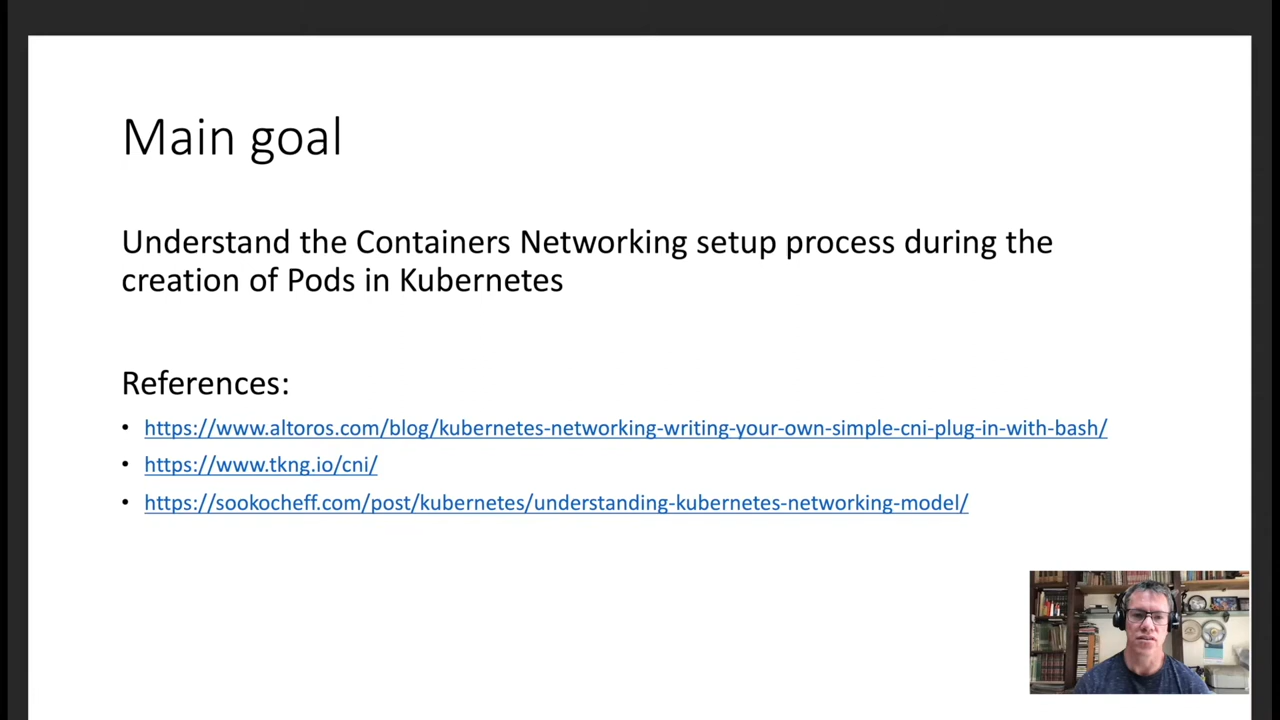 Main goal
Understand the Containers Networking setup process during the
creation of Pods in Kubernetes
References:
• https://www.altoros.com/blog/kubernetes-networking-writing-your-own-simple-cni-plug-in-with-bash/
• https://www.tkng.io/cni/
• https://sookocheff.com/post/kubernetes/understanding-kubernetes-networking-model/